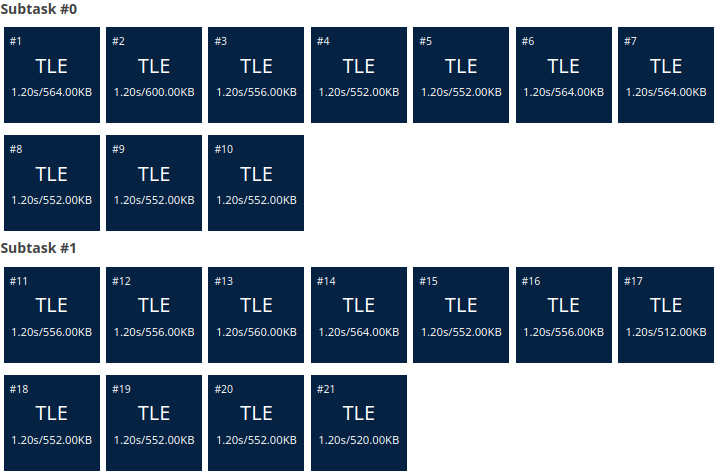 Subtask #0
#1 #2 #3 #4 #5 #6 #7
TLE TLE TLE TLE TLE TLE TLE
1.20s/564.00KB 1.20s/600.00KB 1.20s/556.00KB 1.20s/552.00KB 1.20s/552.00KB 1.20s/564.00KB 1.20s/564.00KB
#8 #9 #10
TLE TLE TLE
1.20s/552.00KB 1.20s/552.00KB 1.20s/552.00KB
Subtask #1
#11 #12 #13 #14 #15 #16 #17
TLE TLE TLE TLE TLE TLE TLE
1.20s/556.00KB 1.20s/556.00KB 1.20s/560.00KB 1.20s/564.00KB 1.20s/552.00KB 1.20s/556.00KB 1.20s/512.00KB
#18 #19 #20 #21
TLE TLE TLE TLE
1.20s/552.00KB 1.20s/552.00KB 1.20s/552.00KB 1.20s/520.00KB